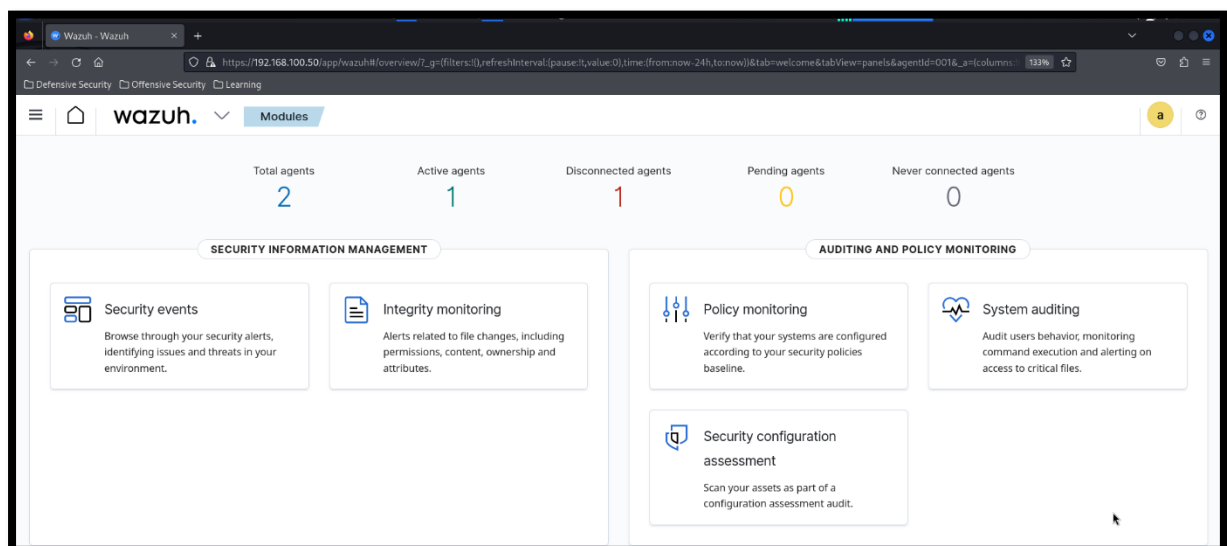 Wazuh - Wazuh
https://192.168.100.50/app/wazuh#/overview/?_g=(filters:!(),refreshInterval:(pause:!t,value:0),time:(from:now-24h,to:now))&tab=welcome&tabView=panels&agentId=001&_a=(columns: 133%
Defensive Security Offensive Security Learning
wazuh. Modules a
Total agents Active agents Disconnected agents Pending agents Never connected agents
2 1 1 0 0
SECURITY INFORMATION MANAGEMENT
Security events
Browse through your security alerts,
identifying issues and threats in your
environment.
Integrity monitoring
Alerts related to file changes, including
permissions, content, ownership and
attributes.
AUDITING AND POLICY MONITORING
Policy monitoring
Verify that your systems are configured
according to your security policies
baseline.
System auditing
Audit users behavior, monitoring
command execution and alerting on
access to critical files.
Security configuration
assessment
Scan your assets as part of a
configuration assessment audit.